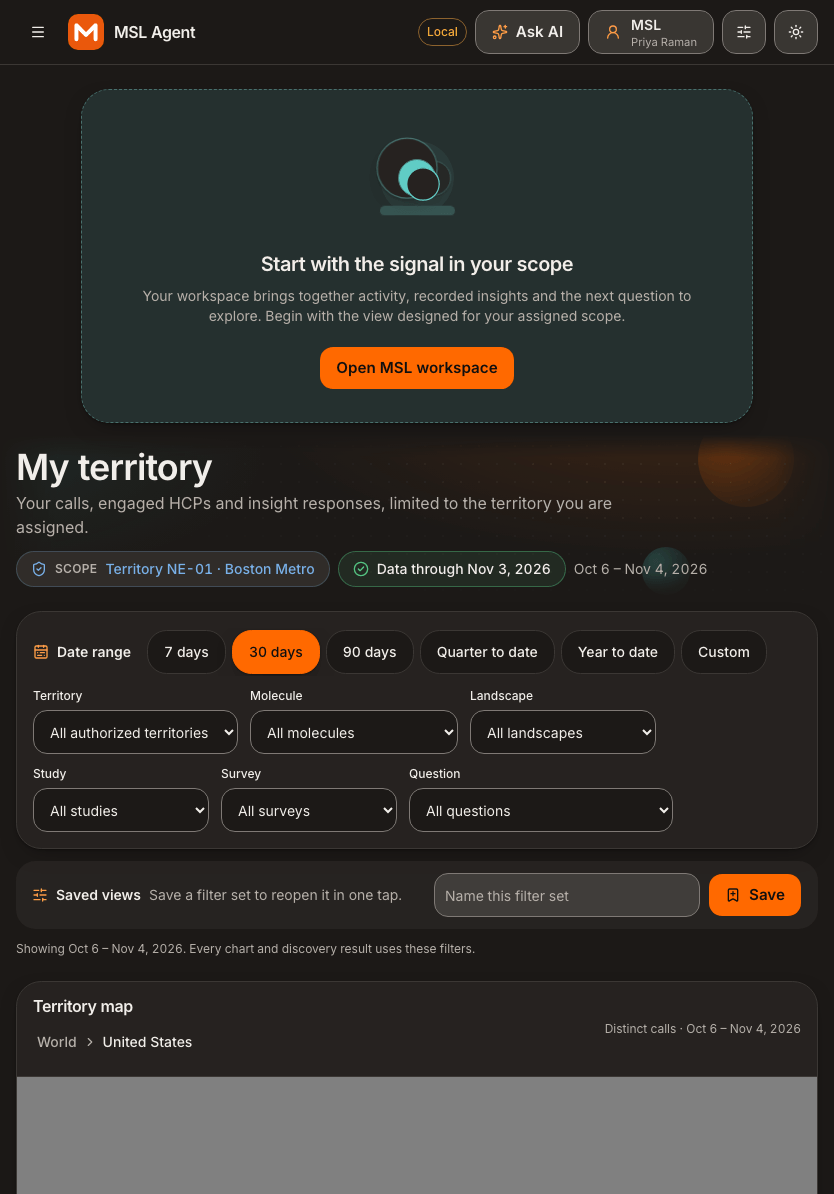 MSL Agent
Local
Ask AI
MSL
Priya Raman
Start with the signal in your scope
Your workspace brings together activity, recorded insights and the next question to
explore. Begin with the view designed for your assigned scope.
Open MSL workspace
My territory
Your calls, engaged HCPs and insight responses, limited to the territory you are
assigned.
SCOPE Territory NE-01 · Boston Metro
Data through Nov 3, 2026
Oct 6 – Nov 4, 2026
Date range
7 days
30 days
90 days
Quarter to date
Year to date
Custom
Territory
Molecule
Landscape
All authorized territories
All molecules
All landscapes
Study
Survey
Question
All studies
All surveys
All questions
Saved views
Save a filter set to reopen it in one tap.
Name this filter set
Save
Showing Oct 6 – Nov 4, 2026. Every chart and discovery result uses these filters.
Territory map
Distinct calls · Oct 6 – Nov 4, 2026
World > United States